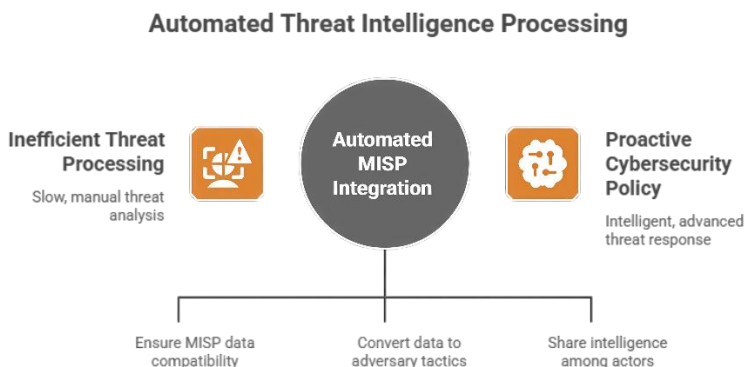 Automated Threat Intelligence Processing
Inefficient Threat
Processing
Slow, manual threat
analysis
Automated
MISP
Integration
Proactive
Cybersecurity
Policy
Intelligent, advanced
threat response
Ensure MISP data
compatibility
Convert data to
adversary tactics
Share intelligence
among actors